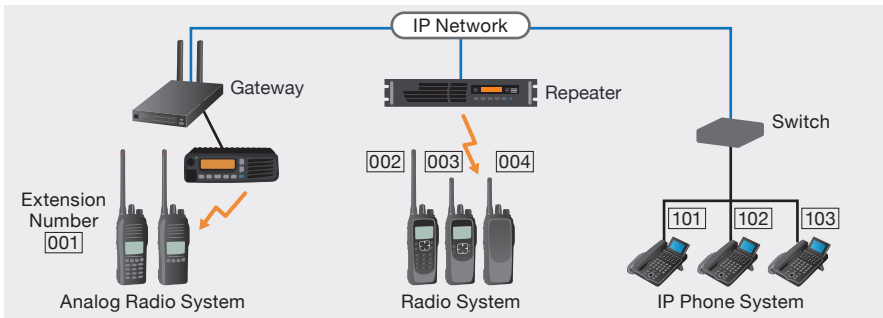 IP Network
Gateway
Repeater
Switch
002 003 004
Extension
Number
001
101 102 103
Analog Radio System
Radio System
IP Phone System